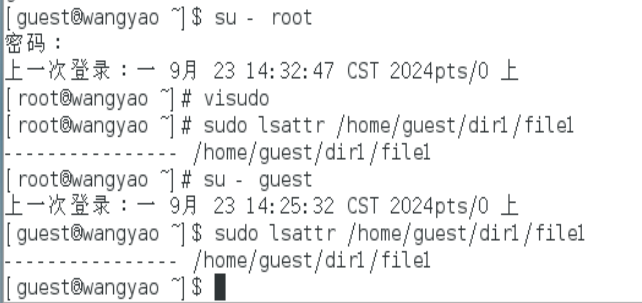 [guest@wangyao ~]$ su - root
密码：
上一次登录：一 9月 23 14:32:47 CST 2024pts/0 上
[root@wangyao ~]# visudo
[root@wangyao ~]# sudo lsattr /home/guest/dir1/file1
---------------- /home/guest/dir1/file1
[root@wangyao ~]# su - guest
上一次登录：一 9月 23 14:25:32 CST 2024pts/0 上
[guest@wangyao ~]$ sudo lsattr /home/guest/dir1/file1
---------------- /home/guest/dir1/file1
[guest@wangyao ~]$